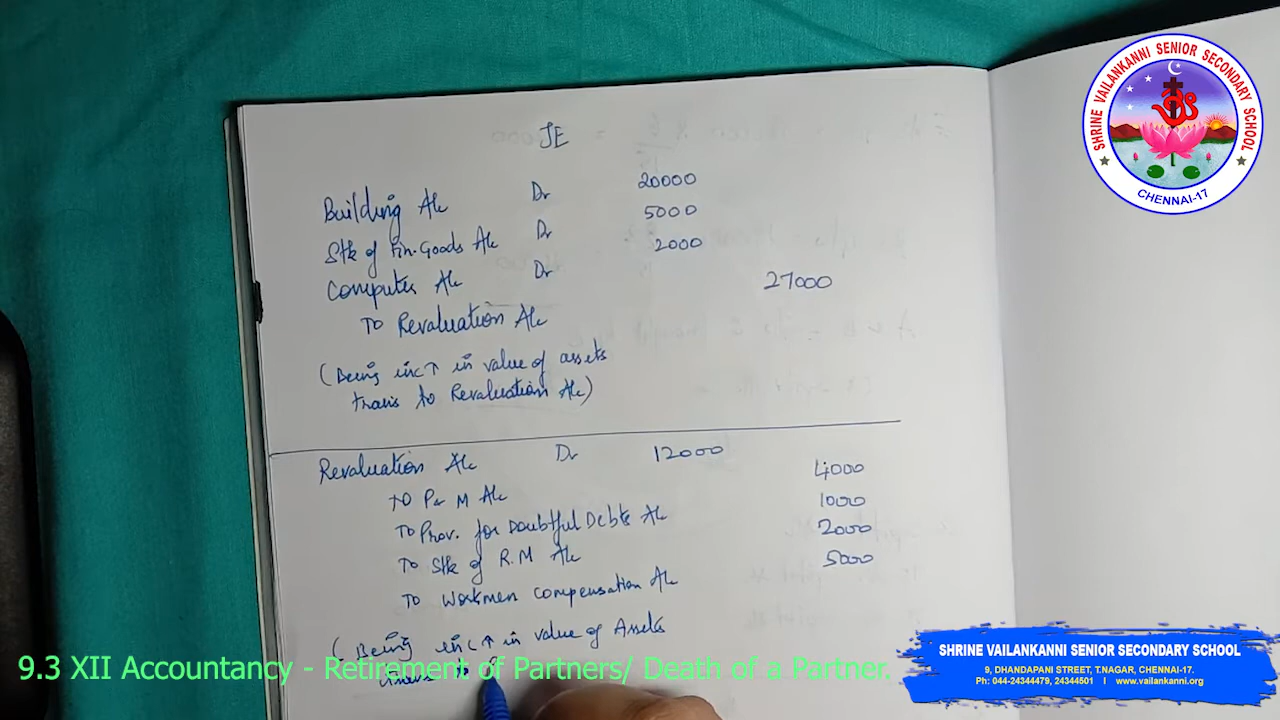 JE
Building A/c Dr 20000
Stk of Fin. Goods A/c Dr 5000
Computer A/c Dr 2000
To Revaluation A/c 27000
(Being inc↑ in value of assets
trans to Revaluation A/c)
Revaluation A/c Dr 12000
To P & M A/c 4000
To Prov. for Doubtful Debts A/c 1000
To Stk of R.M A/c 2000
To Workmen Compensation A/c 5000
(Being inc↑ in value of Assets
9.3 XII Accountancy - Retirement of Partners/ Death of a Partner.
SHRINE VAILANKANNI SENIOR SECONDARY SCHOOL
CHENNAI-17
SHRINE VAILANKANNI SENIOR SECONDARY SCHOOL
9, DHANDAPANI STREET, T.NAGAR, CHENNAI-17.
Ph: 044-24344479, 24344501 I www.vailankanni.org